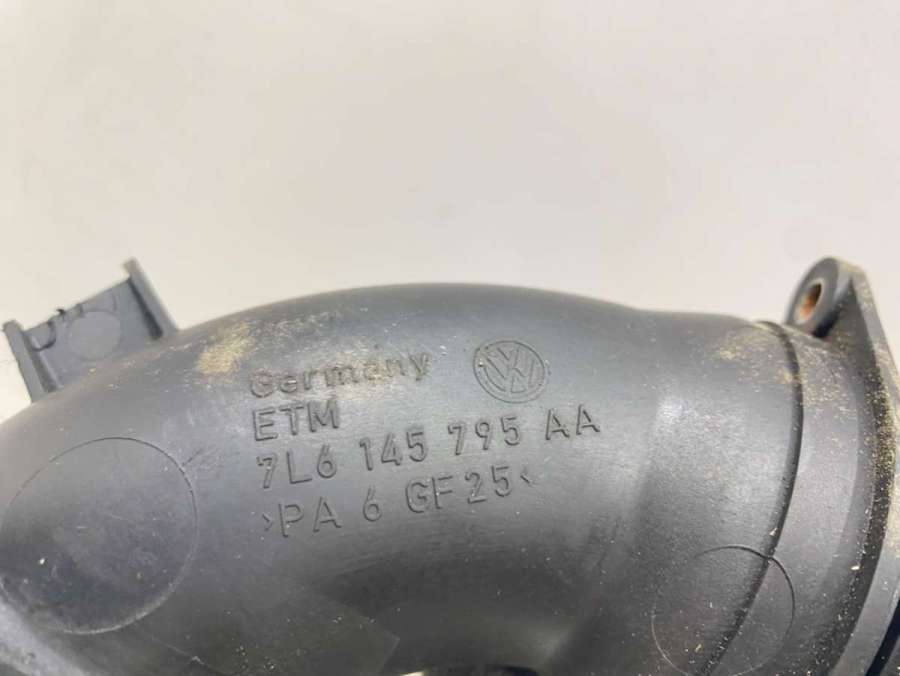 Germany
ETM
7L6 145 795 AA
>PA 6 GF25<